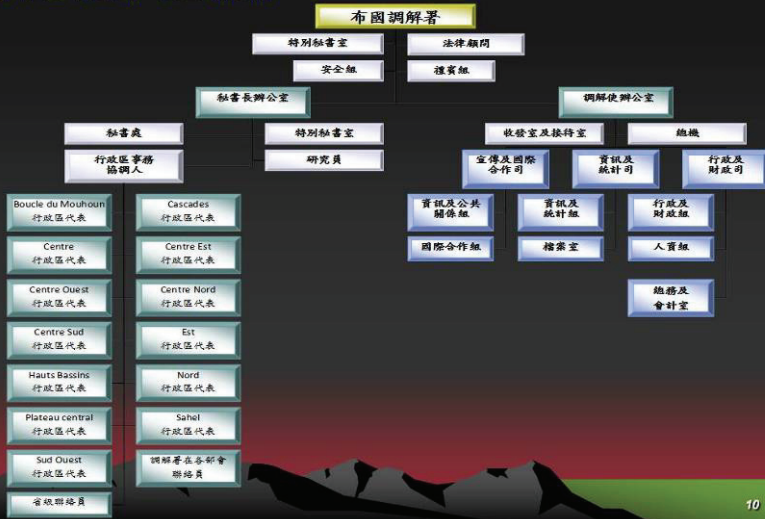 布國調解署
特別秘書室
法律顧問
安全組
禮賓組
秘書長辦公室
調解使辦公室
秘書處
特別秘書室
收發室及接待室
總機
行政區事務
協調人
研究員
宣傳及國際
合作司
資訊及
統計司
行政及
財政司
Boucle du Mouhoun
行政區代表
Cascades
行政區代表
資訊及公共
關係組
資訊及
統計組
行政及
財政組
Centre
行政區代表
Centre Est
行政區代表
國際合作組
檔案室
人資組
Centre Ouest
行政區代表
Centre Nord
行政區代表
總務及
會計室
Centre Sud
行政區代表
Est
行政區代表
Hauts Bassins
行政區代表
Nord
行政區代表
Plateau central
行政區代表
Sahel
行政區代表
Sud Ouest
行政區代表
調解署在各部會
聯絡員
省級聯絡員
10